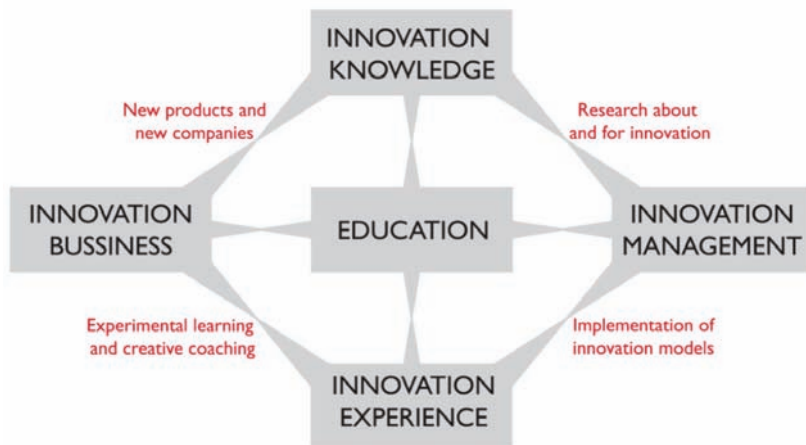 INNOVATION
KNOWLEDGE
New products and
new companies
Research about
and for innovation
INNOVATION
BUSSINESS
EDUCATION
INNOVATION
MANAGEMENT
Experimental learning
and creative coaching
Implementation of
innovation models
INNOVATION
EXPERIENCE